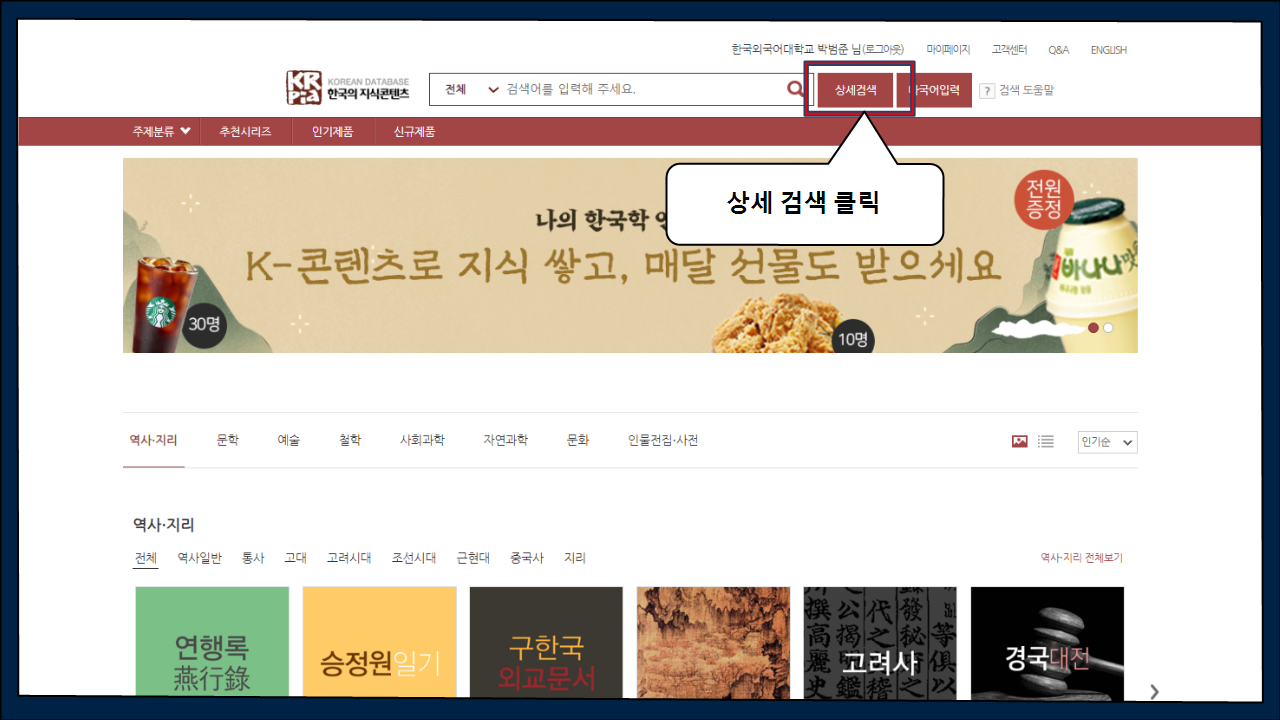 한국외국어대학교 박범준 님(로그아웃) 마이페이지 고객센터 Q&A ENGLISH
KR Pia KOREAN DATABASE
한국의 지식콘텐츠
전체 검색어를 입력해 주세요. 상세검색 다국어입력 ? 검색 도움말
주제분류 추천시리즈 인기제품 신규제품
상세 검색 클릭
전원
증정
나의 한국학
K-콘텐츠로 지식 쌓고, 매달 선물도 받으세요
바나나맛
30명
10명
역사·지리 문학 예술 철학 사회과학 자연과학 문화 인물전집·사전 인기순
역사·지리
전체 역사일반 통사 고대 고려시대 조선시대 근현대 중국사 지리 역사·지리 전체보기
연행록
燕行錄
승정원일기
구한국
외교문서
고려사
경국대전